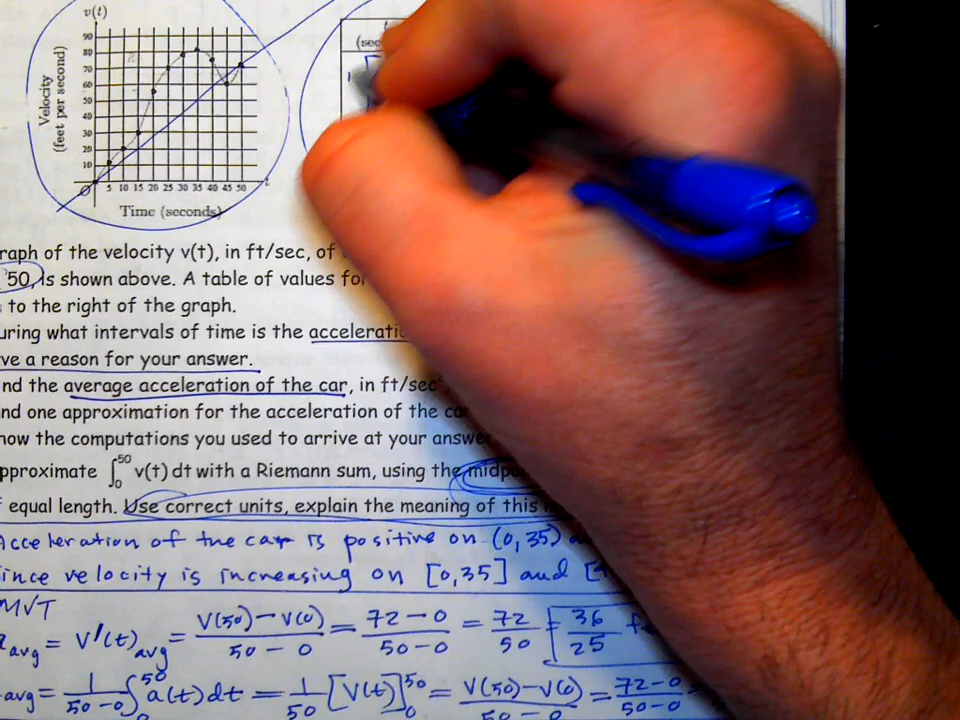 v(t)
90
80
70
60
50
40
30
20
10
Velocity
(feet per second)
5 10 15 20 25 30 35 40 45 50
t
Time (seconds)
(sec
raph of the velocity v(t), in ft/sec, of
50, is shown above. A table of values for
to the right of the graph.
uring what intervals of time is the accelerati
ve a reason for your answer.
nd the average acceleration of the car, in ft/sec²,
nd one approximation for the acceleration of the ca
how the computations you used to arrive at your answe
pproximate ∫₀⁵⁰ v(t) dt with a Riemann sum, using the midp
f equal length. Use correct units, explain the meaning of this
Acceleration of the car is positive on (0, 35)
ince velocity is increasing on [0,35] and [
MVT
a avg = V'(t) avg = V(50)-V(0) / 50-0 = 72-0 / 50-0 = 72/50 = 36/25 f
avg = 1/50-0 ∫₀⁵⁰ a(t)dt = 1/50 [V(t)]₀⁵⁰ = V(50)-V(0) / 50-0 = 72-0 / 50-0